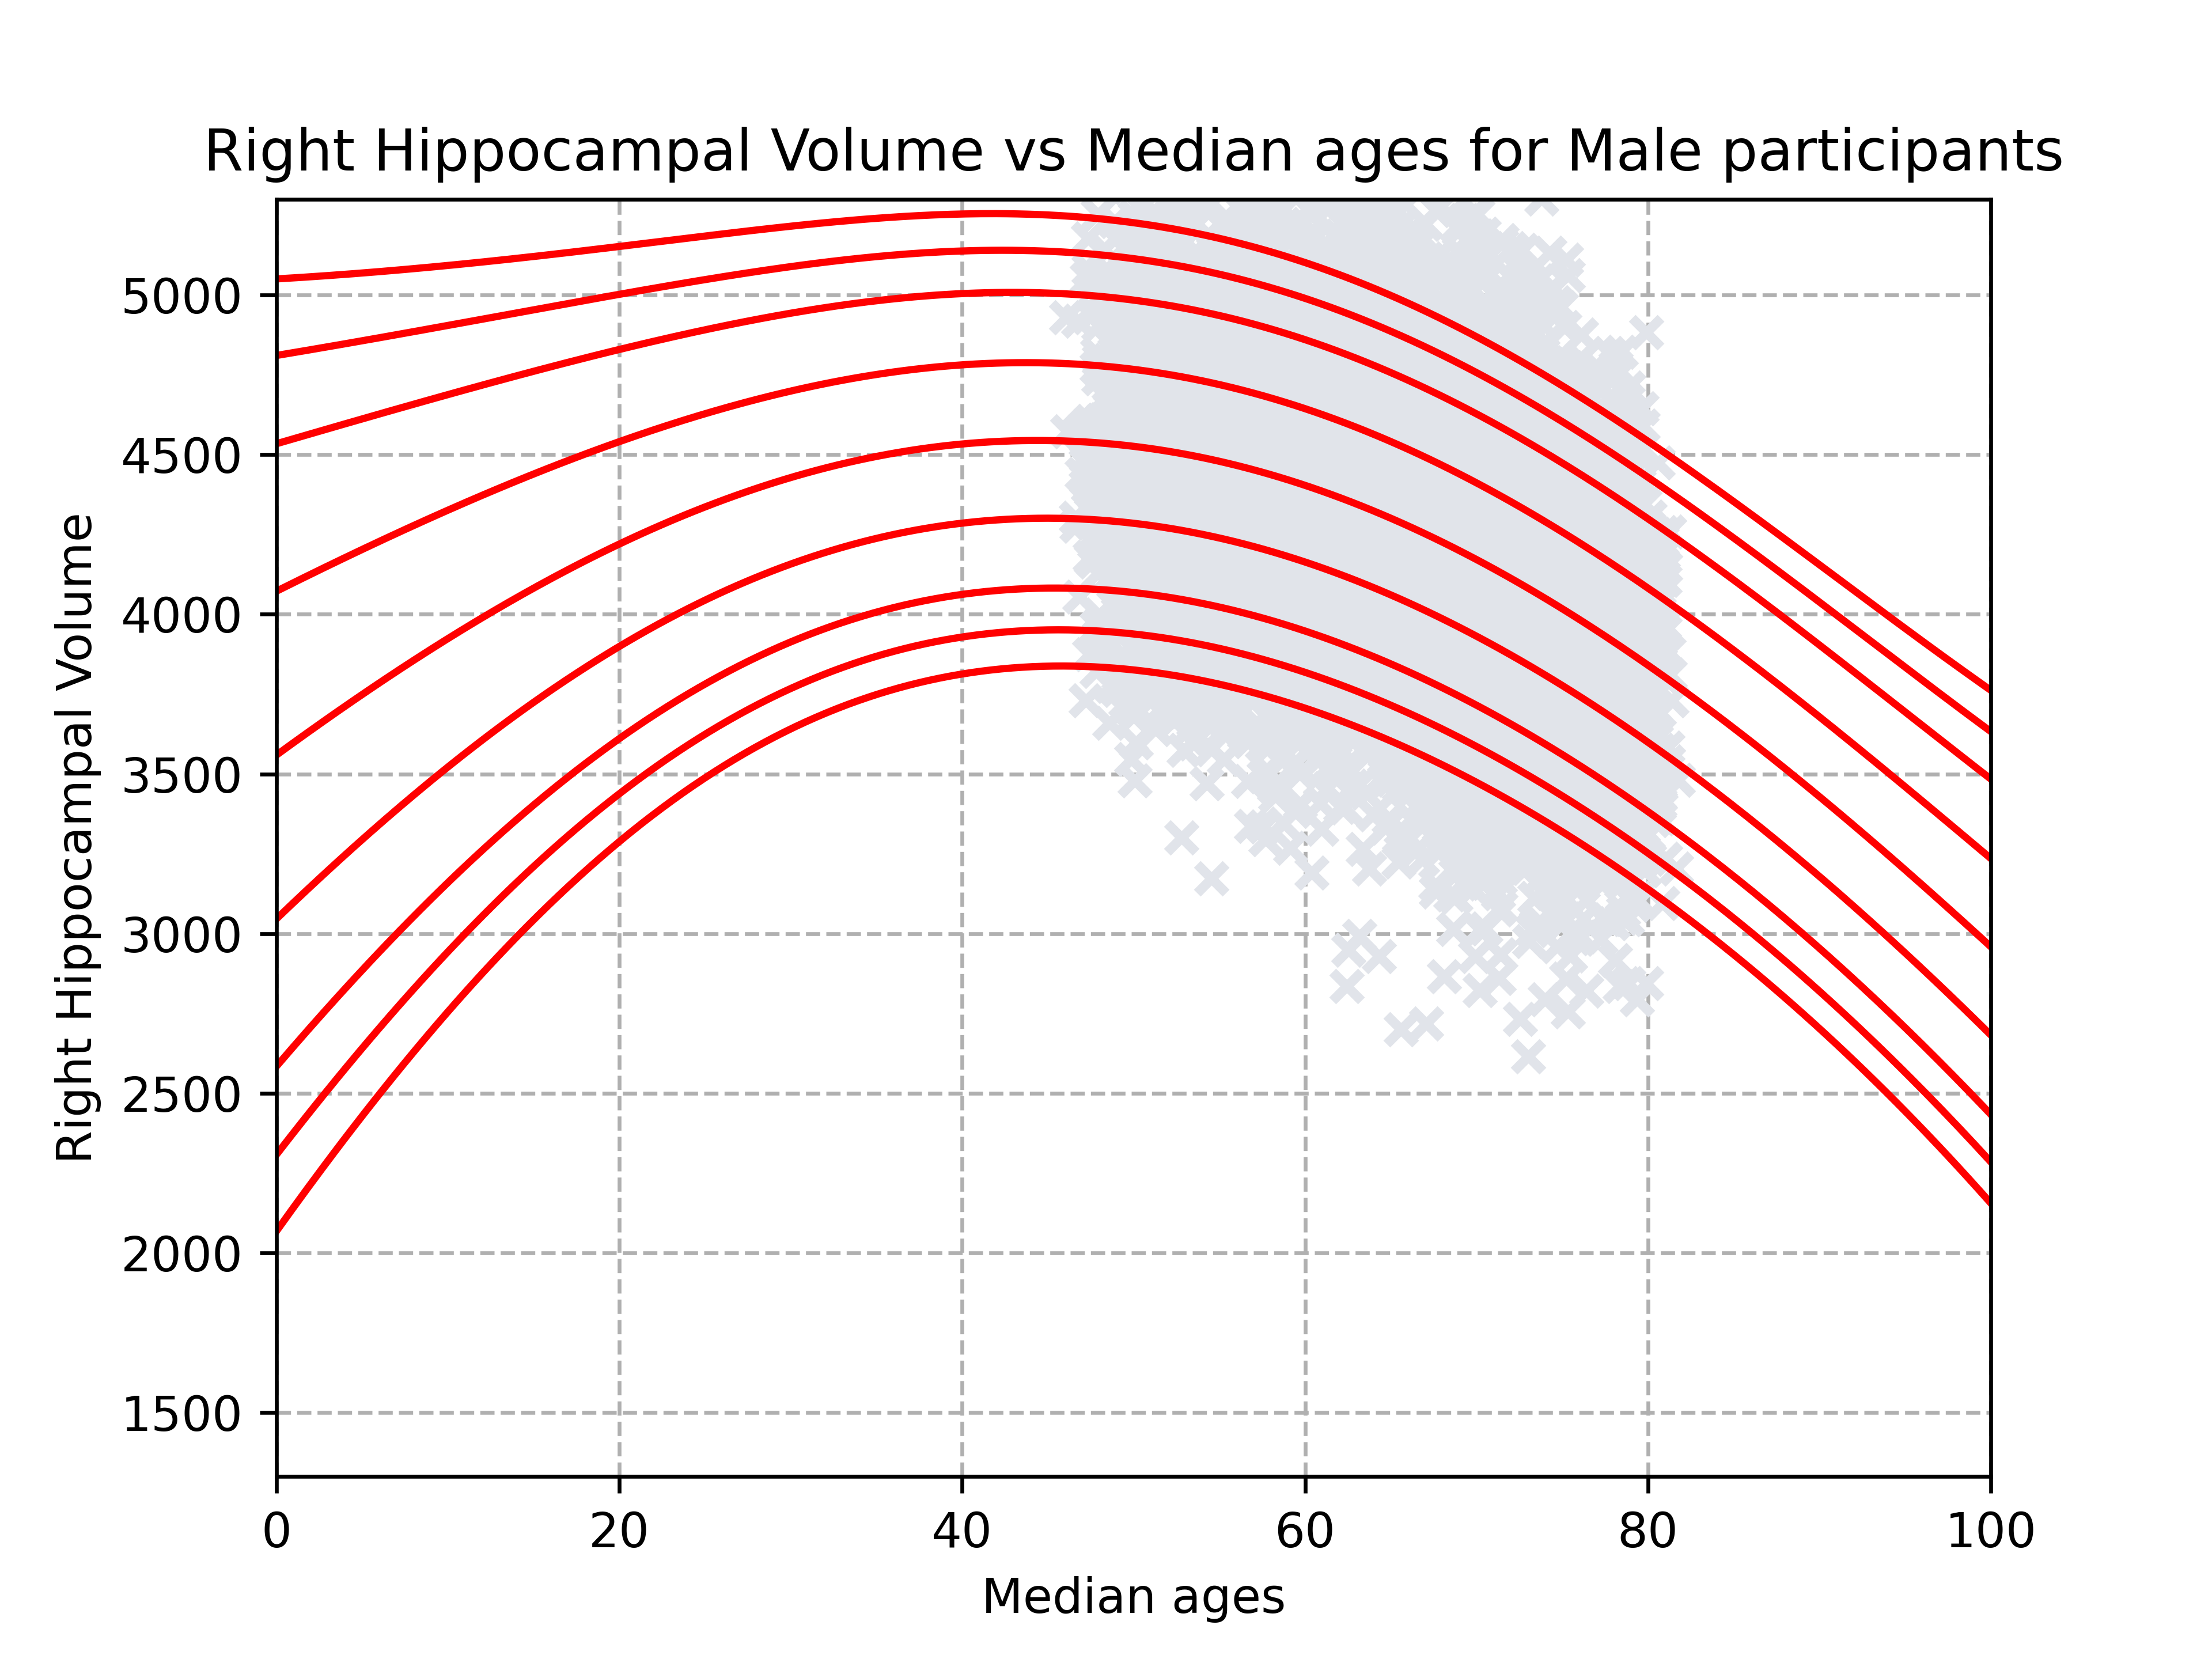 Right Hippocampal Volume vs Median ages for Male participants
Right Hippocampal Volume
5000
4500
4000
3500
3000
2500
2000
1500
0 20 40 60 80 100
Median ages